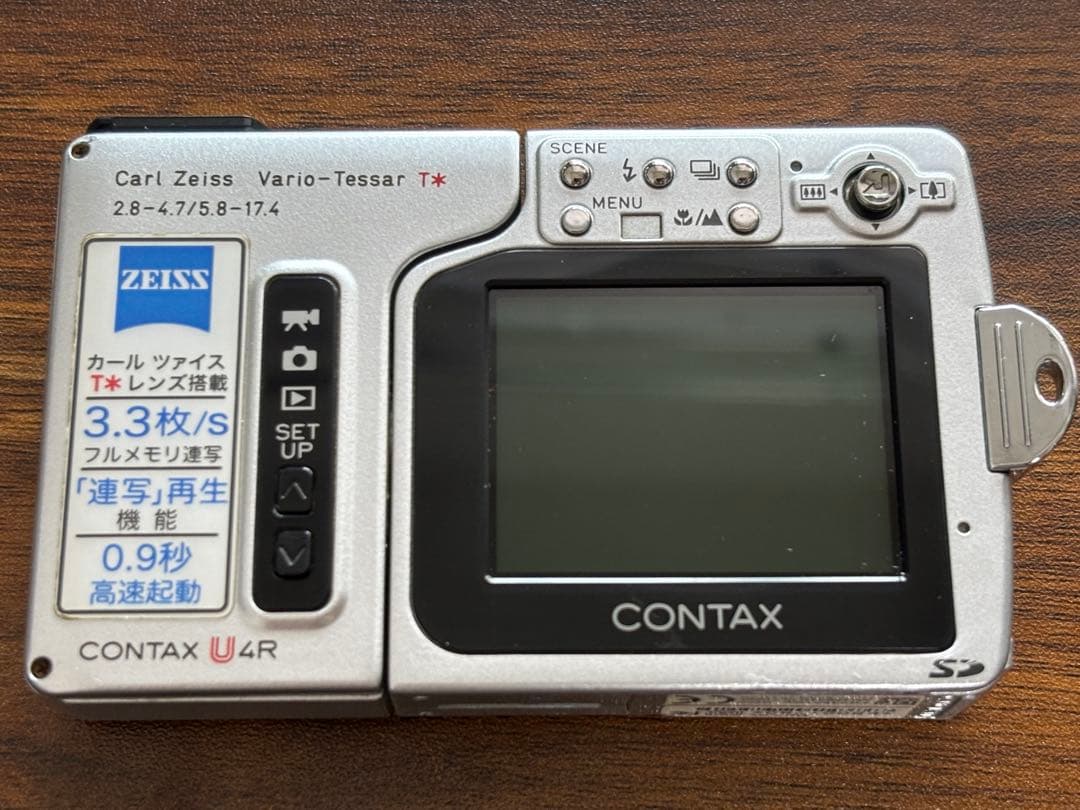 Carl Zeiss Vario-Tessar T*
2.8-4.7/5.8-17.4
ZEISS
カール ツァイス
T* レンズ搭載
3.3枚/s
フルメモリ連写
「連写」再生
機能
0.9秒
高速起動
SET
UP
CONTAX U4R
SCENE
MENU
CONTAX
SD